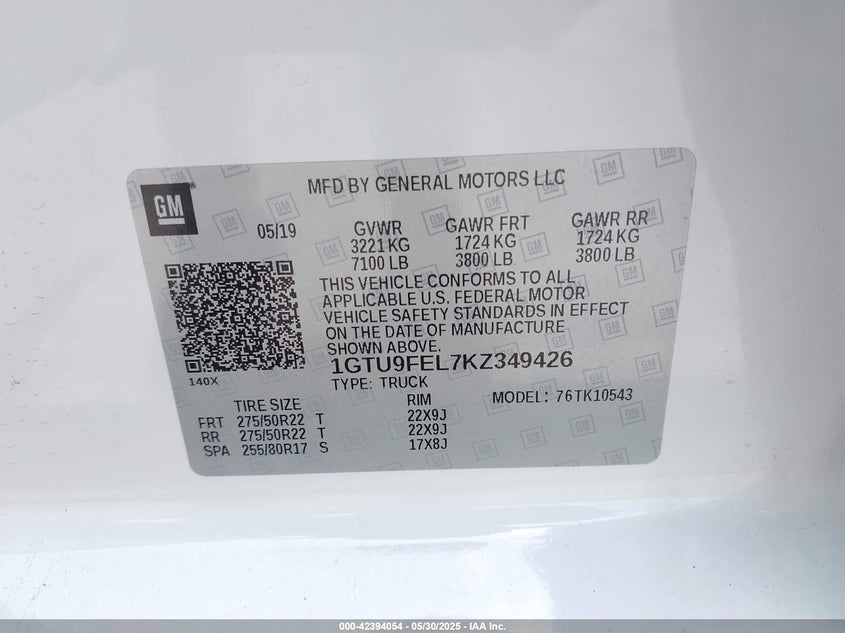 GM
MFD BY GENERAL MOTORS LLC
05/19
GVWR GAWR FRT GAWR RR
3221 KG 1724 KG 1724 KG
7100 LB 3800 LB 3800 LB
THIS VEHICLE CONFORMS TO ALL
APPLICABLE U.S. FEDERAL MOTOR
VEHICLE SAFETY STANDARDS IN EFFECT
ON THE DATE OF MANUFACTURE
SHOWN ABOVE.
140X
1GTU9FEL7KZ349426
TYPE: TRUCK
MODEL: 76TK10543
TIRE SIZE RIM
FRT 275/50R22 T 22X9J
RR 275/50R22 T 22X9J
SPA 255/80R17 S 17X8J
000-42394054 - 05/30/2025 - IAA Inc.